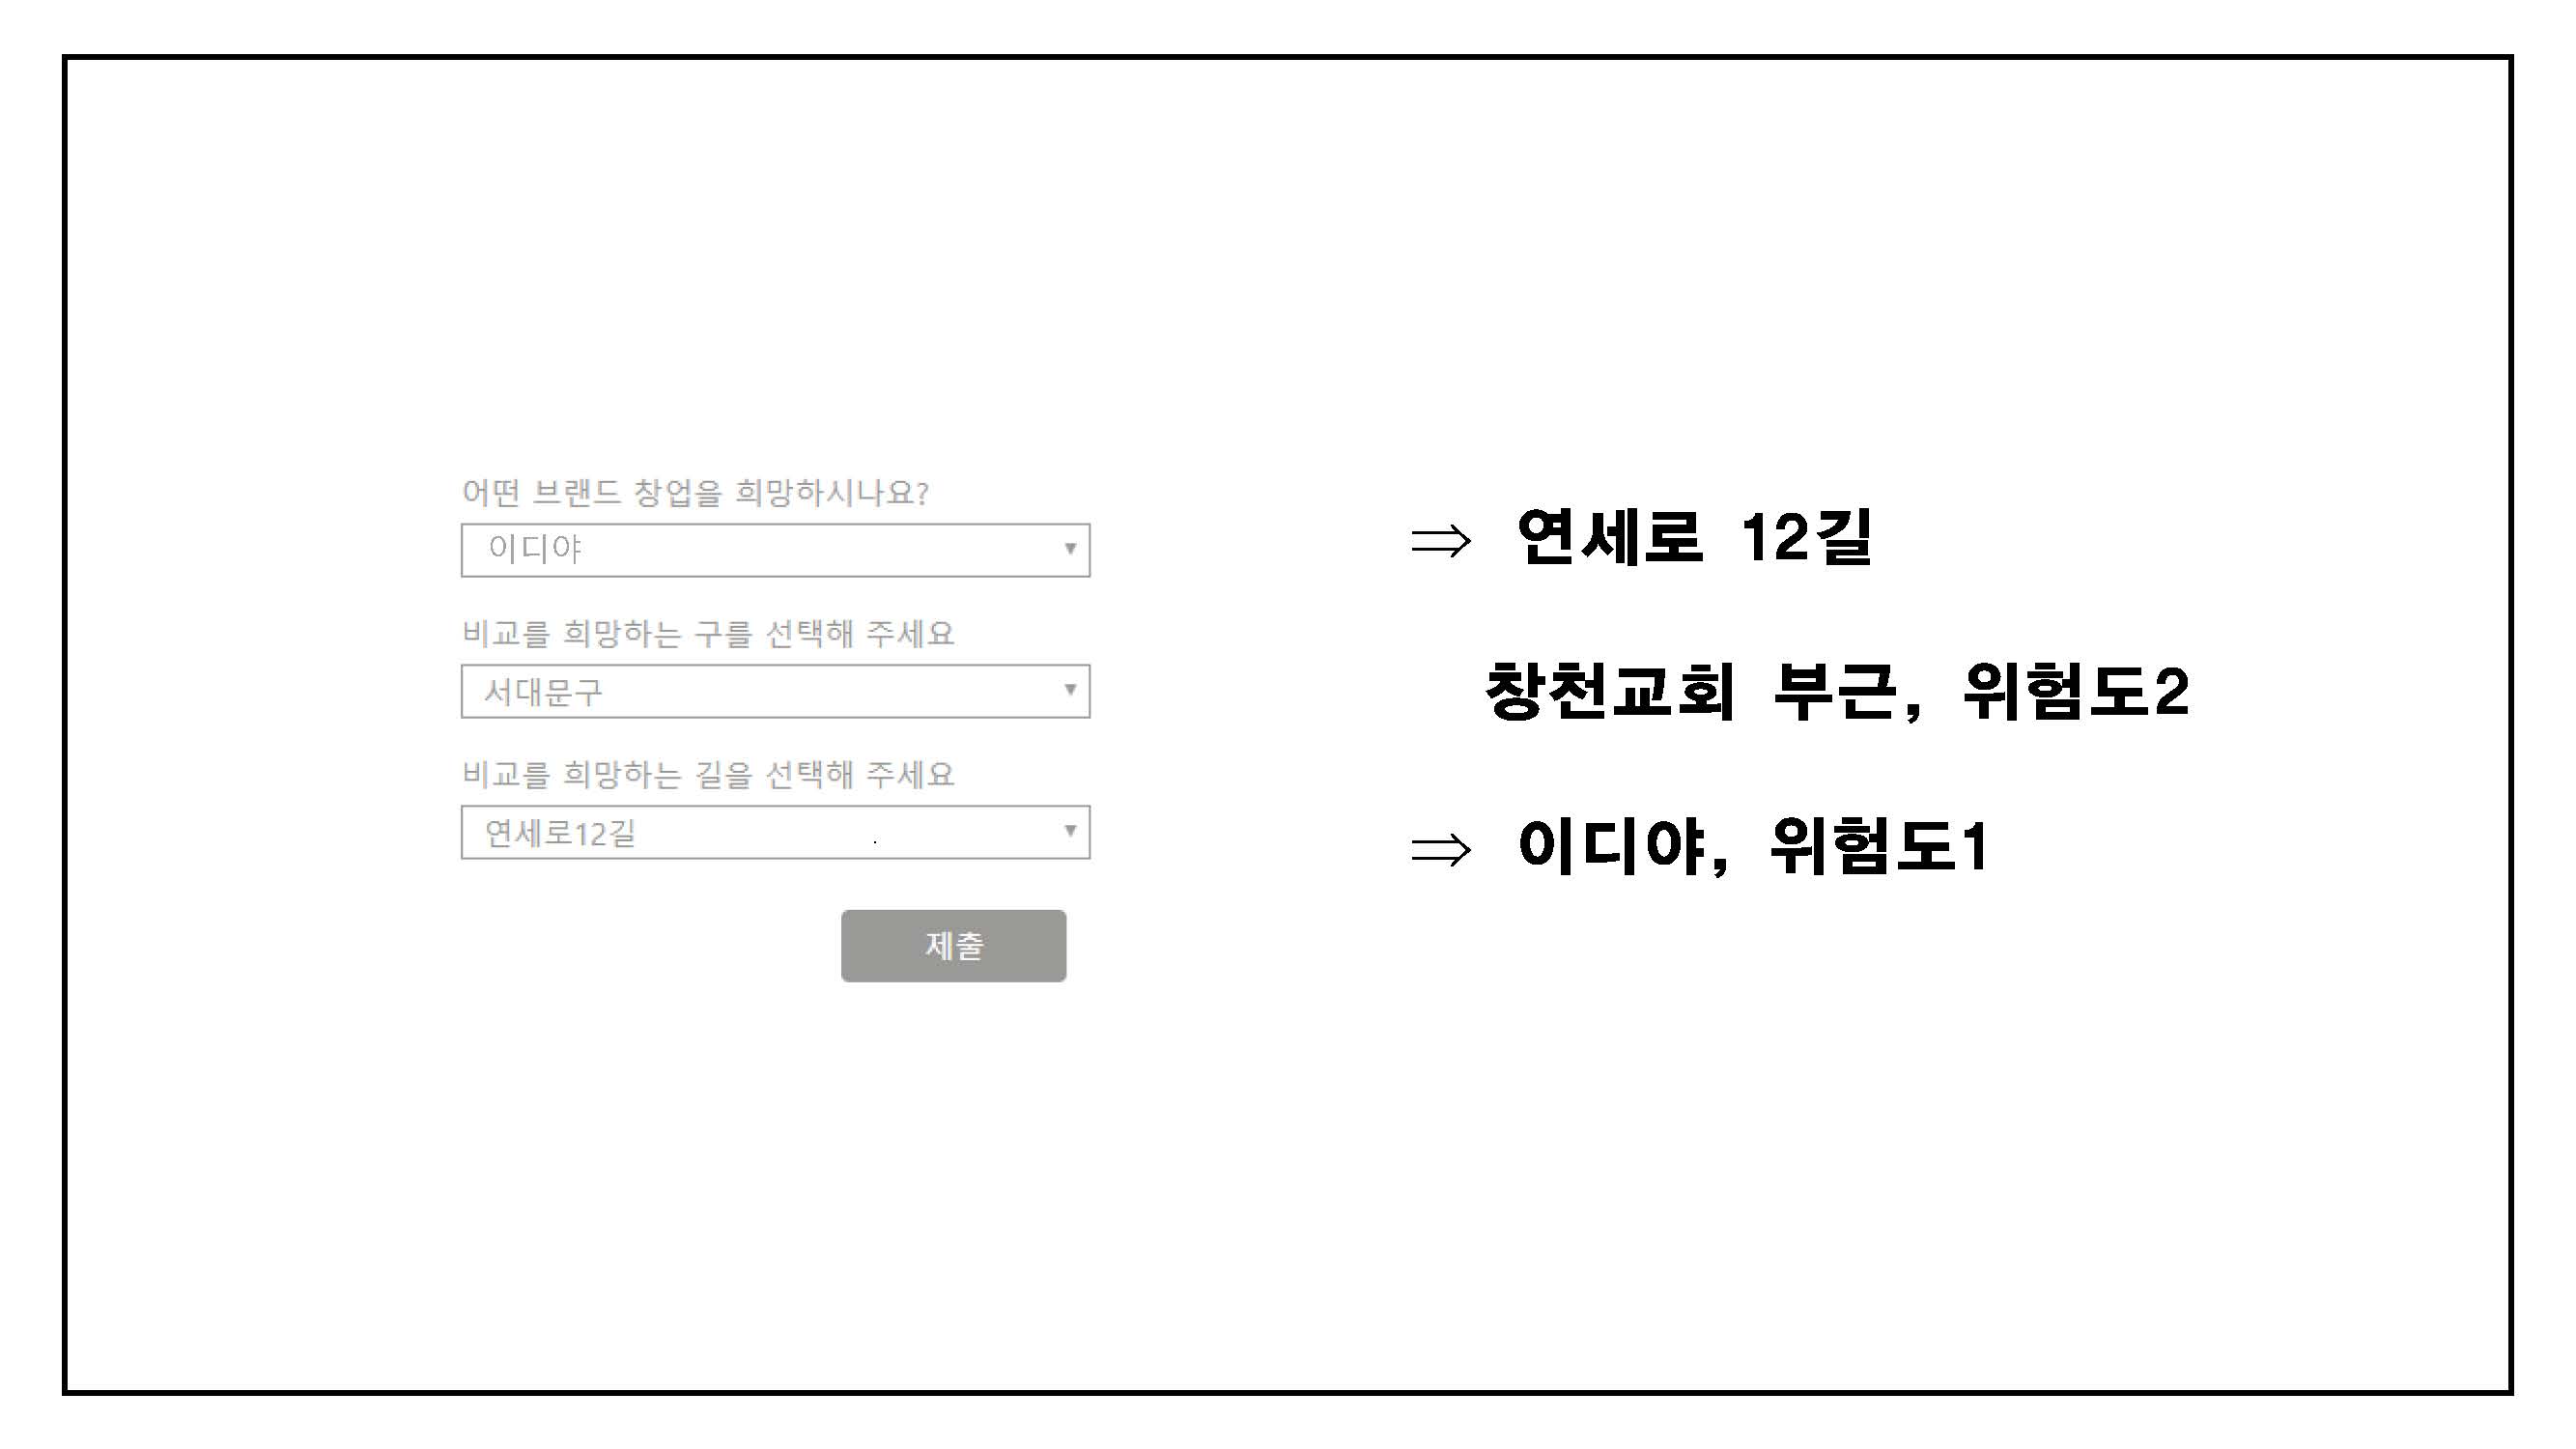 어떤 브랜드 창업을 희망하시나요?
이디야
비교를 희망하는 구를 선택해 주세요
서대문구
비교를 희망하는 길을 선택해 주세요
연세로12길
제출
⇒ 연세로 12길
창천교회 부근, 위험도2
⇒ 이디야, 위험도1